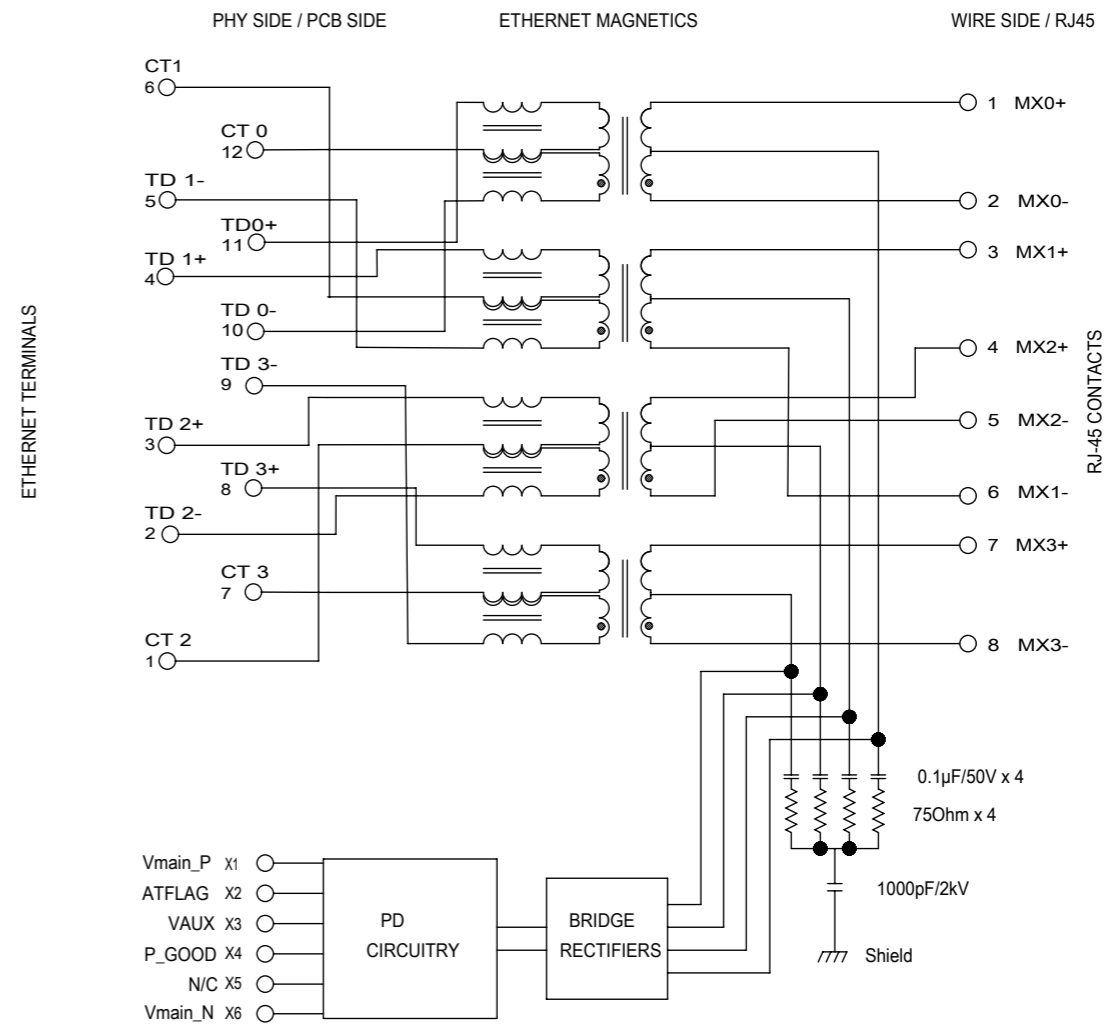 PHY SIDE / PCB SIDE
ETHERNET MAGNETICS
WIRE SIDE / RJ45
ETHERNET TERMINALS
CT1
6
CT 0
12
TD 1-
5
TD0+
11
TD 1+
4
TD 0-
10
TD 3-
9
TD 2+
3
TD 3+
8
TD 2-
2
CT 3
7
CT 2
1
1 MX0+
2 MX0-
3 MX1+
4 MX2+
5 MX2-
6 MX1-
7 MX3+
8 MX3-
RJ-45 CONTACTS
0.1µF/50V x 4
75Ohm x 4
1000pF/2kV
Shield
Vmain_P X1
ATFLAG X2
VAUX X3
P_GOOD X4
N/C X5
Vmain_N X6
PD
CIRCUITRY
BRIDGE
RECTIFIERS